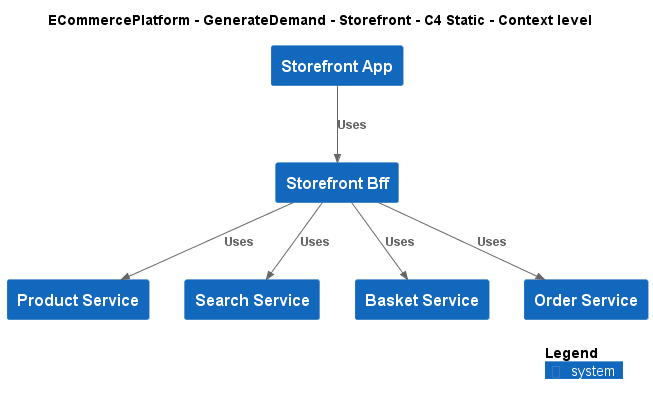 ECommercePlatform - GenerateDemand - Storefront - C4 Static - Context level
Storefront App
Uses
Storefront Bff
Uses
Uses
Uses
Uses
Product Service
Search Service
Basket Service
Order Service
Legend
system